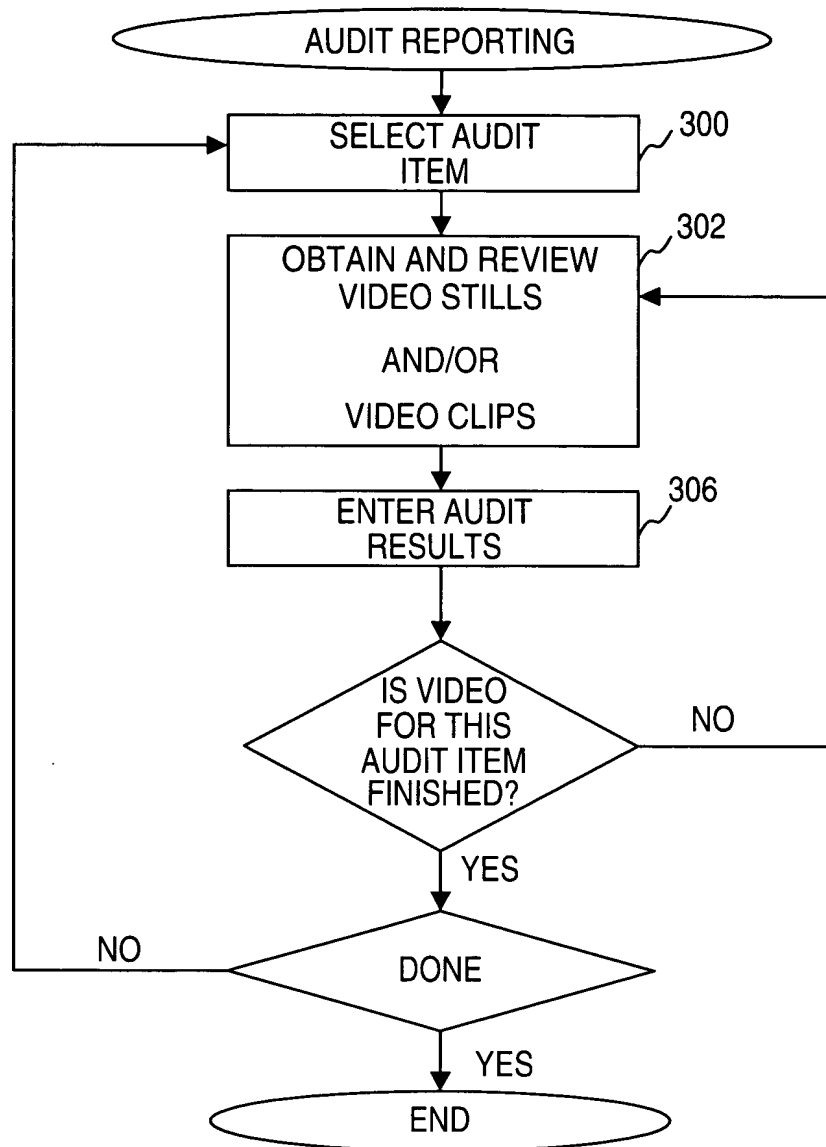 AUDIT REPORTING
SELECT AUDIT
ITEM
300
302
OBTAIN AND REVIEW
VIDEO STILLS
AND/OR
VIDEO CLIPS
306
ENTER AUDIT
RESULTS
IS VIDEO
FOR THIS
AUDIT ITEM
FINISHED?
NO
YES
NO
DONE
YES
END